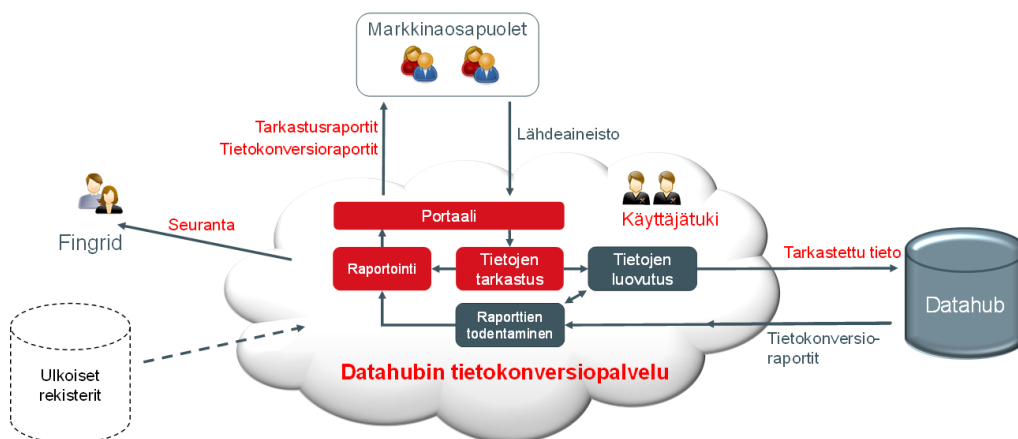 Markkinaosapuolet
Tarkastusraportit
Tietokonversioraportit
Lähdeaineisto
Käyttäjätuki
Portaali
Seuranta
Fingrid
Raportointi
Tietojen
tarkastus
Tietojen
luovutus
Tarkastettu tieto
Datahub
Raporttien
todentaminen
Tietokonversio-
raportit
Ulkoiset
rekisterit
Datahubin tietokonversiopalvelu